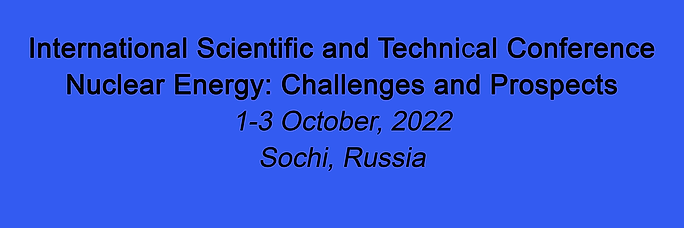 International Scientific and Technical Conference
Nuclear Energy: Challenges and Prospects
1-3 October, 2022
Sochi, Russia